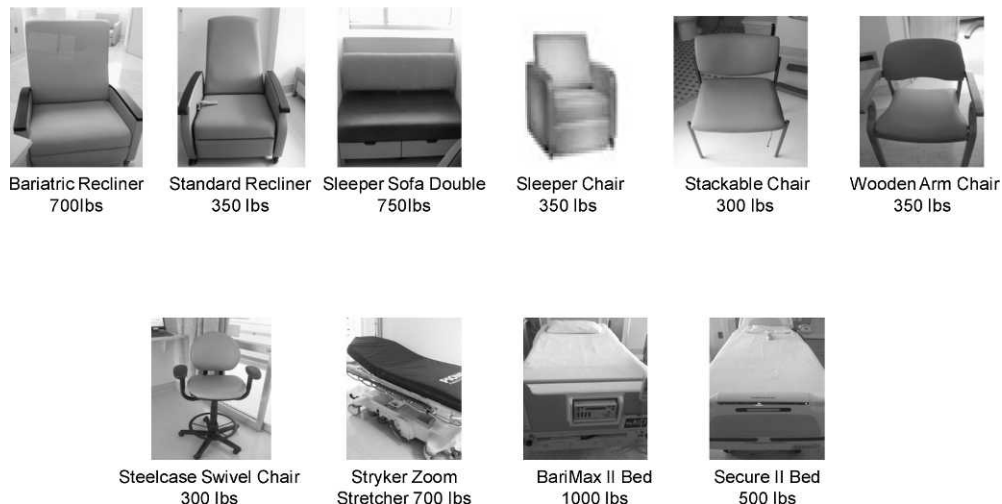 Bariatric Recliner
700lbs
Standard Recliner
350 lbs
Sleeper Sofa Double
750lbs
Sleeper Chair
350 lbs
Stackable Chair
300 lbs
Wooden Arm Chair
350 lbs
Steelcase Swivel Chair
300 lbs
Stryker Zoom
Stretcher 700 lbs
BariMax II Bed
1000 lbs
Secure II Bed
500 lbs